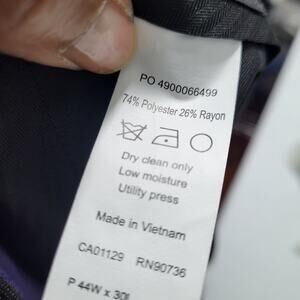 PO 4900066499
74% Polyester 26% Rayon
Dry clean only
Low moisture
Utility press
Made in Vietnam
CA01129 RN90736
P 44W x 30L